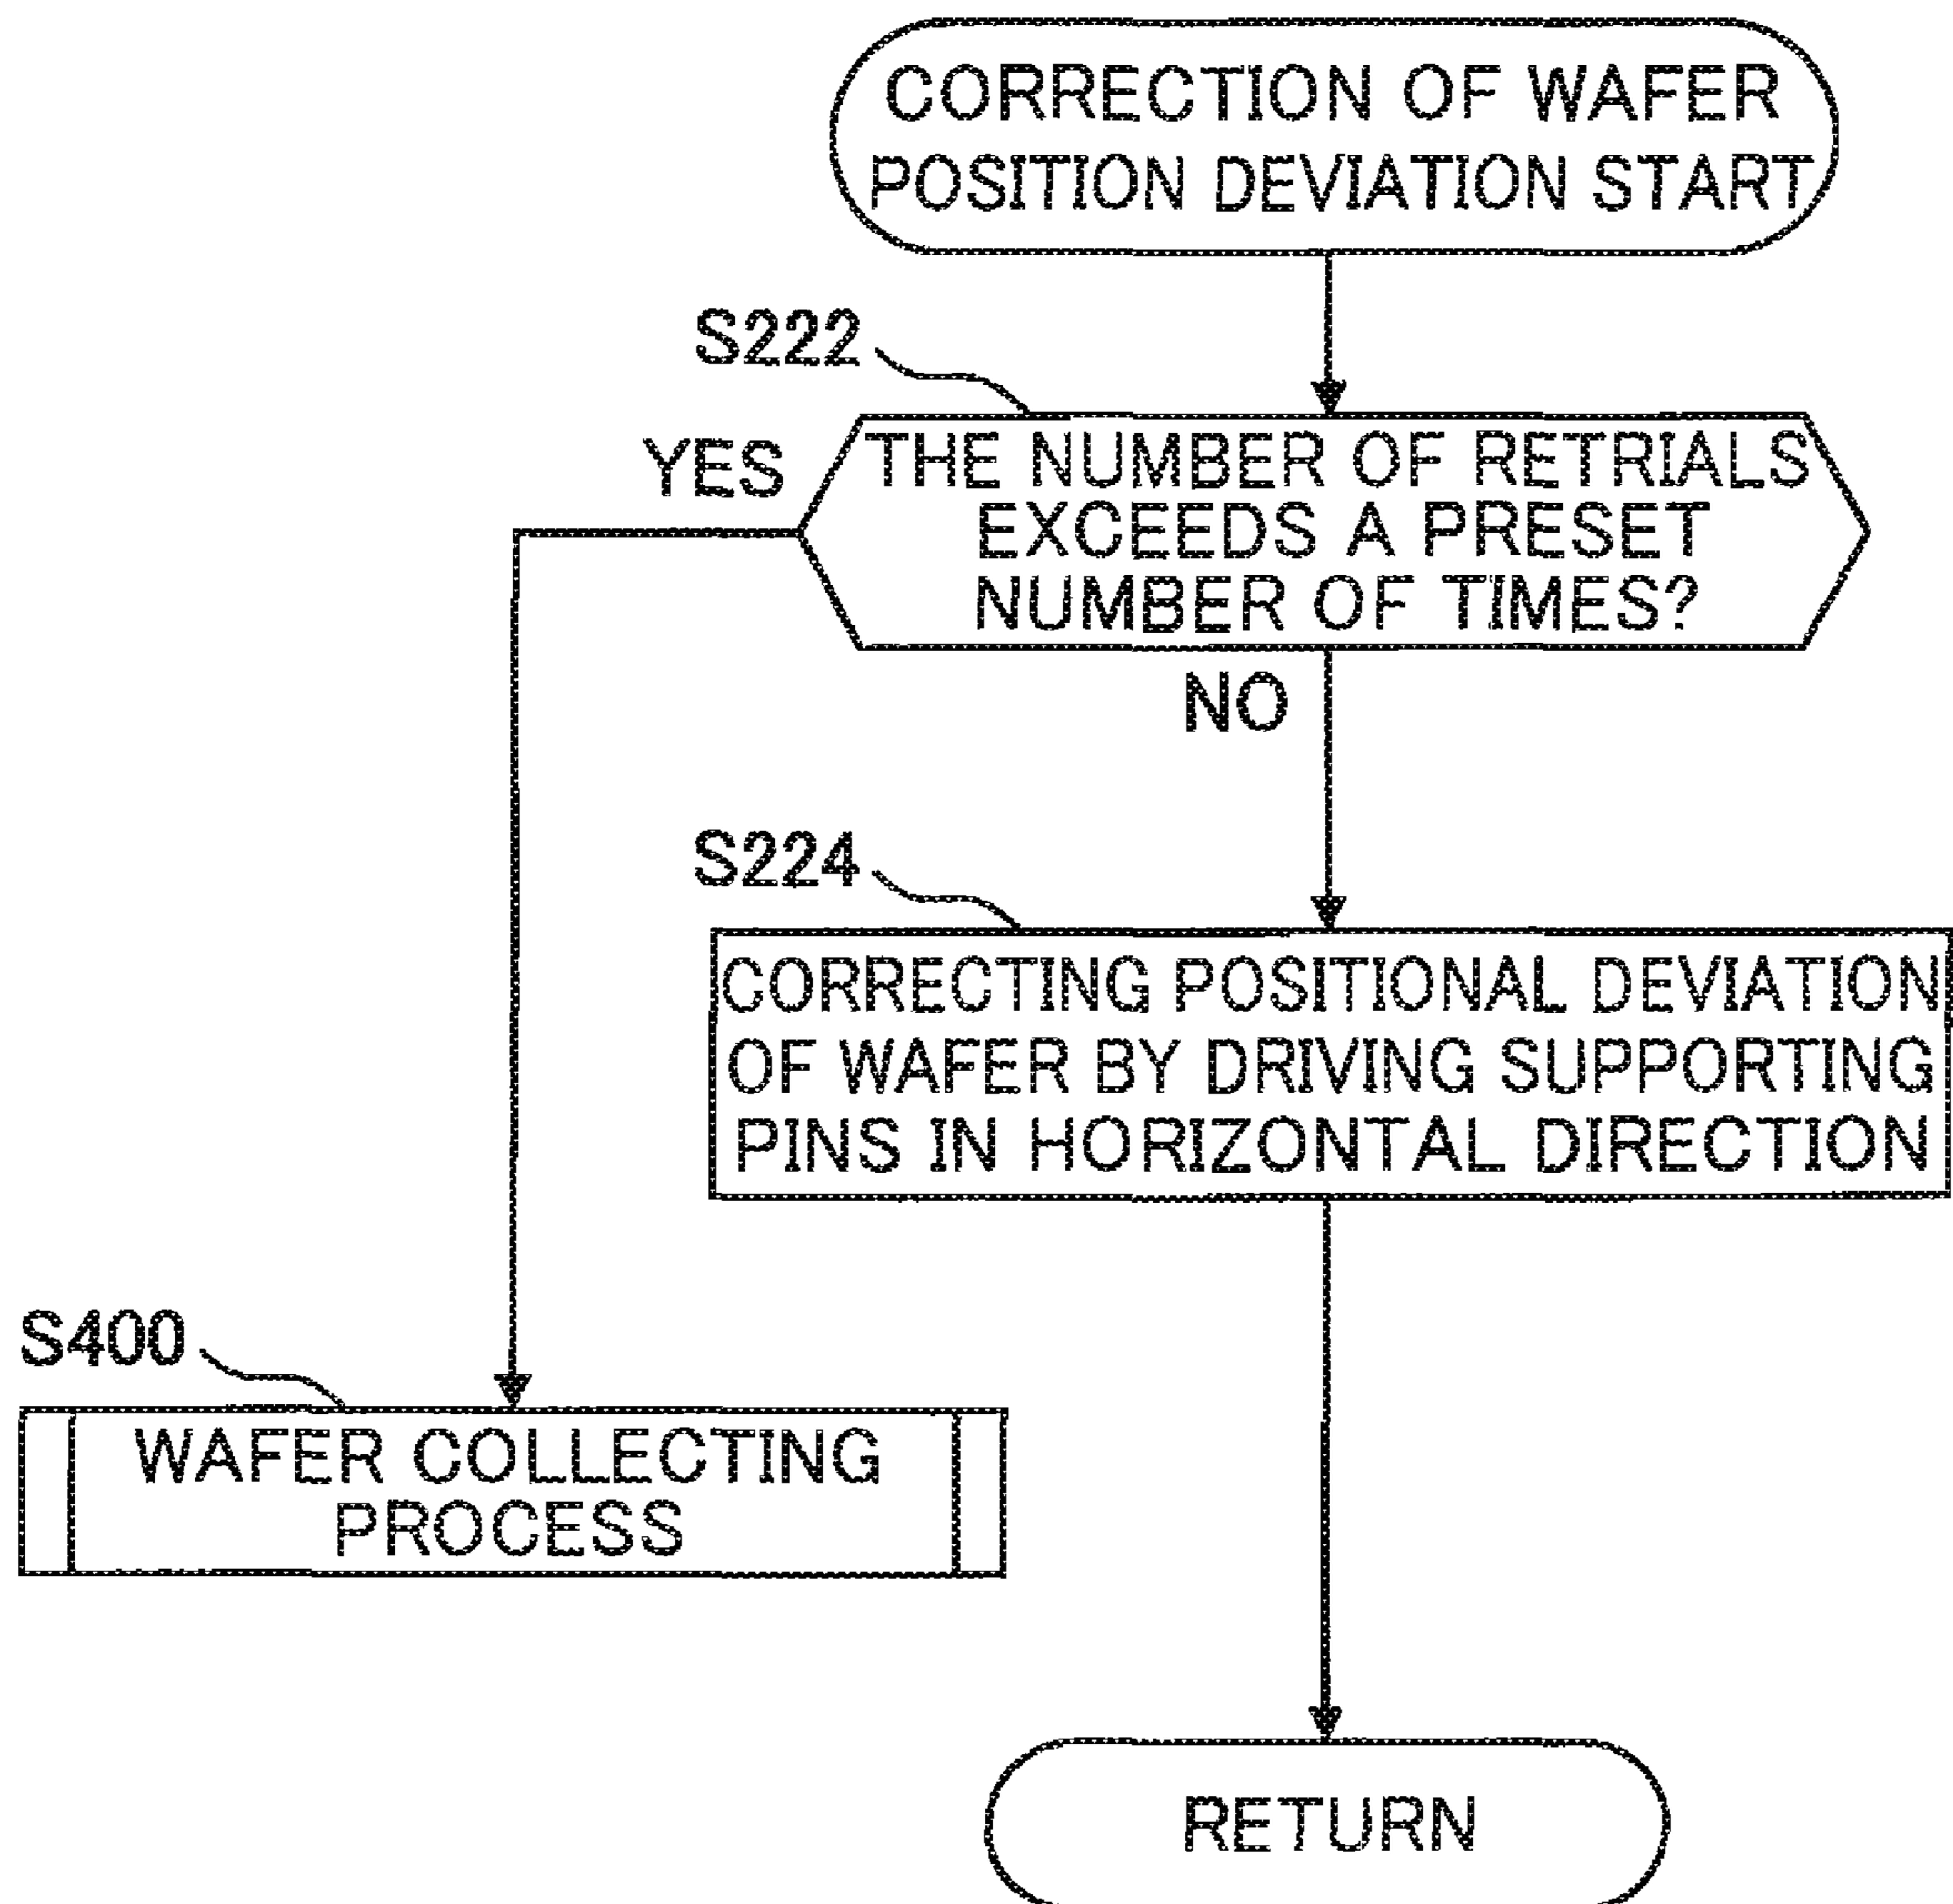 CORRECTION OF WAFER
POSITION DEVIATION START
S222
YES
THE NUMBER OF RETRIALS
EXCEEDS A PRESET
NUMBER OF TIMES?
NO
S224
CORRECTING POSITIONAL DEVIATION
OF WAFER BY DRIVING SUPPORTING
PINS IN HORIZONTAL DIRECTION
S400
WAFER COLLECTING
PROCESS
RETURN